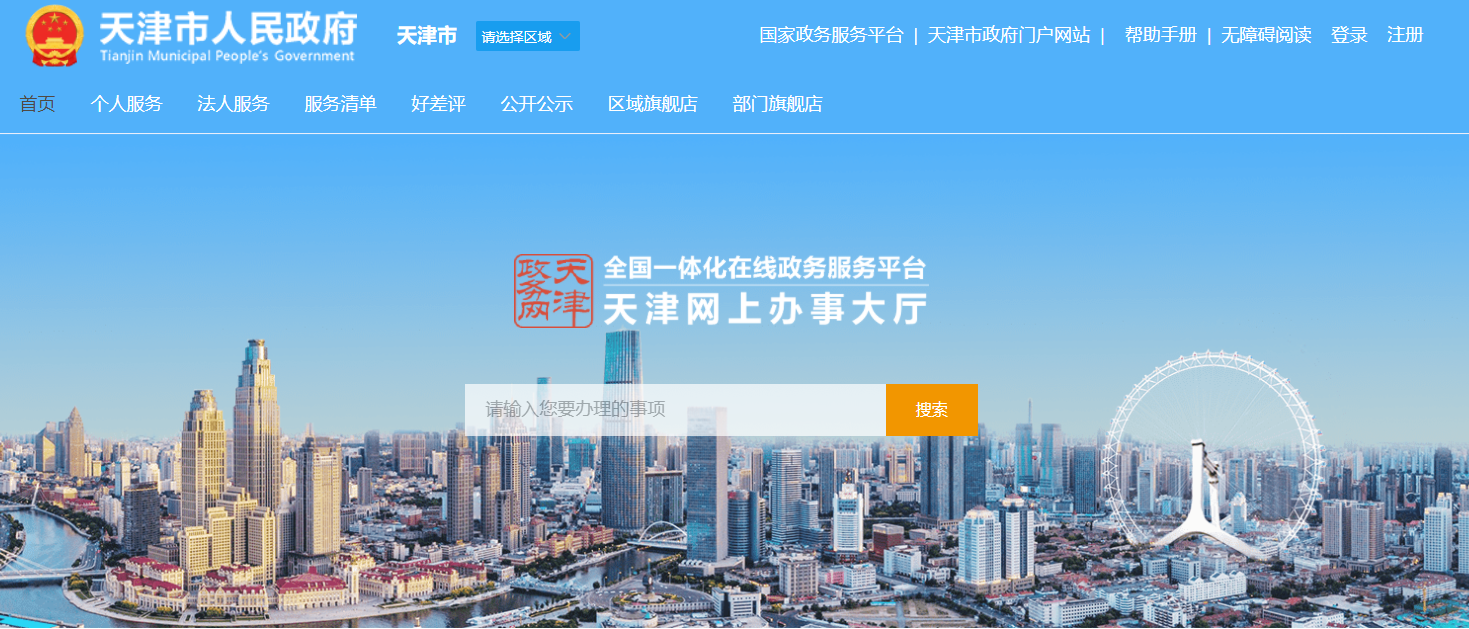 天津市人民政府
Tianjin Municipal People's Government
天津市 请选择区域
国家政务服务平台 | 天津市政府门户网站 | 帮助手册 | 无障碍阅读 登录 注册
首页 个人服务 法人服务 服务清单 好差评 公开公示 区域旗舰店 部门旗舰店
天津政务网
全国一体化在线政务服务平台
天津网上办事大厅
请输入您要办理的事项 搜索